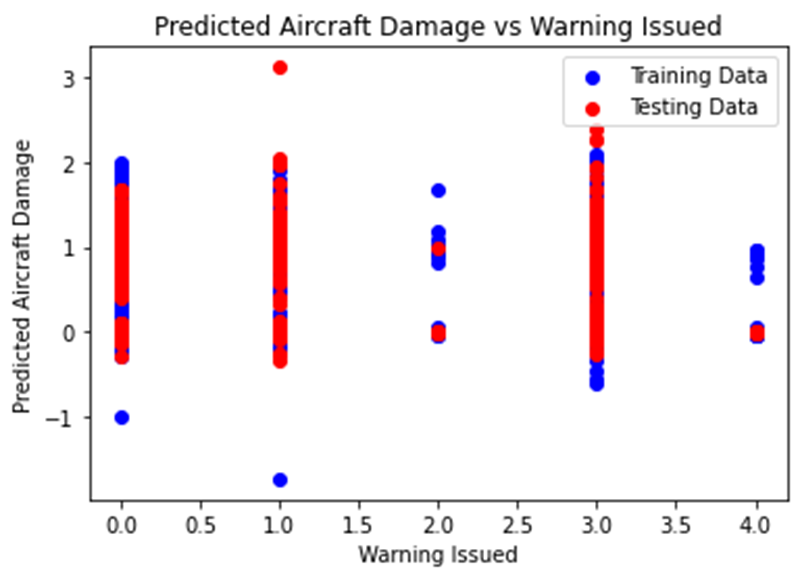 Predicted Aircraft Damage vs Warning Issued
Training Data
Testing Data
Predicted Aircraft Damage
3
2
1
0
−1
0.0 0.5 1.0 1.5 2.0 2.5 3.0 3.5 4.0
Warning Issued